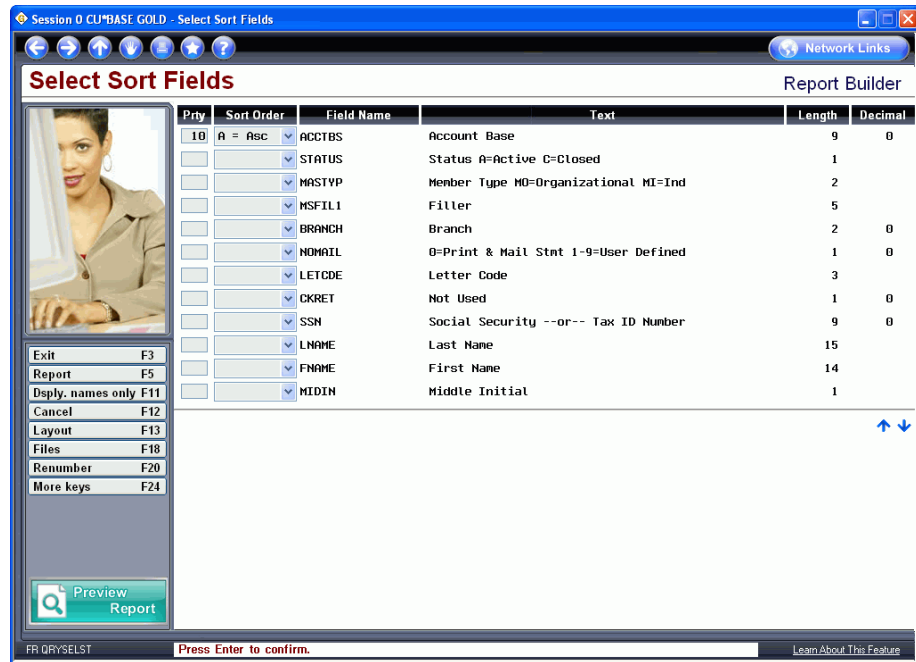 Session 0 CU*BASE GOLD - Select Sort Fields
Network Links
Select Sort Fields
Report Builder
Prty Sort Order Field Name Text Length Decimal
10 A = Asc ACCTBS Account Base 9 0
STATUS Status A=Active C=Closed 1
MASTYP Member Type MO=Organizational MI=Ind 2
MSFIL1 Filler 5
BRANCH Branch 2 0
NOMAIL 0=Print & Mail Stmt 1-9=User Defined 1 0
LETCDE Letter Code 3
CKRET Not Used 1 0
SSN Social Security --or-- Tax ID Number 9 0
LNAME Last Name 15
FNAME First Name 14
MIDIN Middle Initial 1
Exit F3
Report F5
Dsply. names only F11
Cancel F12
Layout F13
Files F18
Renumber F20
More keys F24
Preview
Report
FR QRYSELST
Press Enter to confirm.
Learn About This Feature